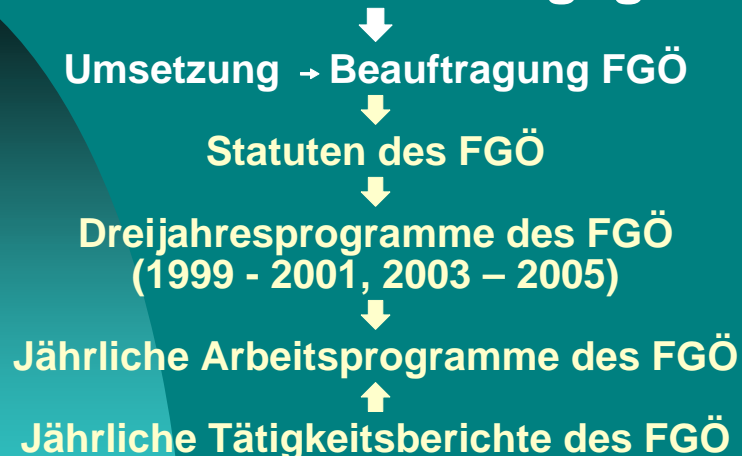 Umsetzung → Beauftragung FGÖ
Statuten des FGÖ
Dreijahresprogramme des FGÖ
(1999 - 2001, 2003 – 2005)
Jährliche Arbeitsprogramme des FGÖ
Jährliche Tätigkeitsberichte des FGÖ